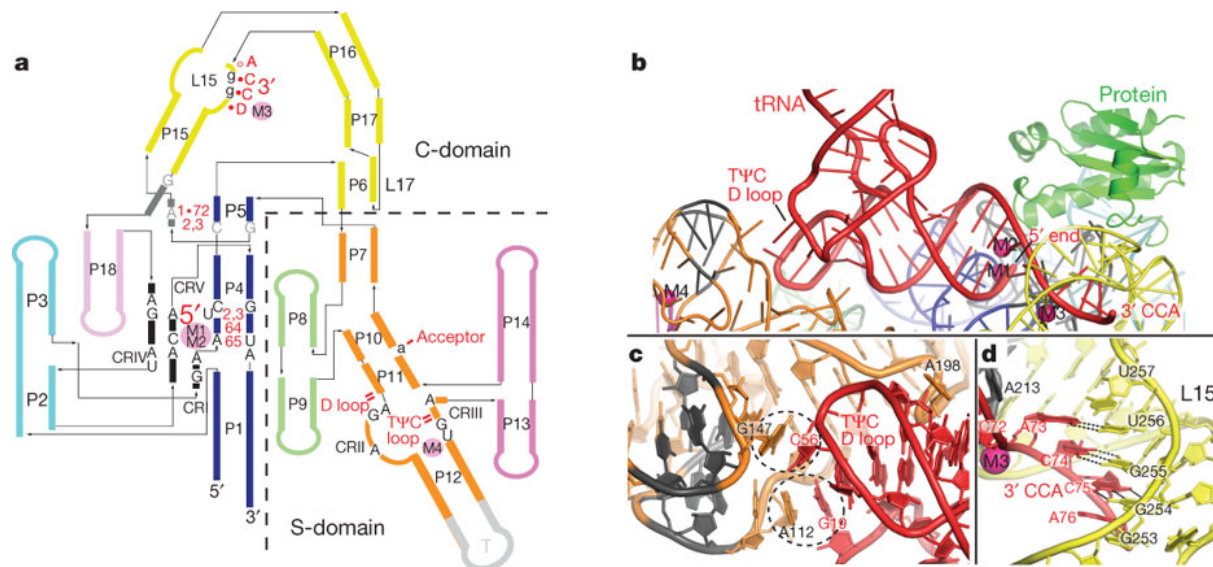 a
P16
A
L15
g
C
3′
g
C
D
M3
P15
P17
C-domain
G
P6
L17
A
1•72
2,3
P5
C
G
P7
P18
P3
CRV
P4
P14
5′
U
C
G
2,3
P8
A
G
A
A
C
A
M1
M2
64
65
U
A
P10
a
Acceptor
CRIV
A
U
A
G
P11
P2
CRI
D loop
A
G
A
CRIII
P9
TΨC
loop
G
U
P13
P1
CRII
A
M4
P12
5′
S-domain
3′
T
b
tRNA
Protein
TΨC
D loop
5′ end
M2
M1
M4
M3
3′ CCA
c
A198
TΨC
D loop
G147
C56
A112
G19
d
U257
A213
L15
C72
A73
U256
M3
C74
G255
3′ CCA
C75
G254
A76
G253